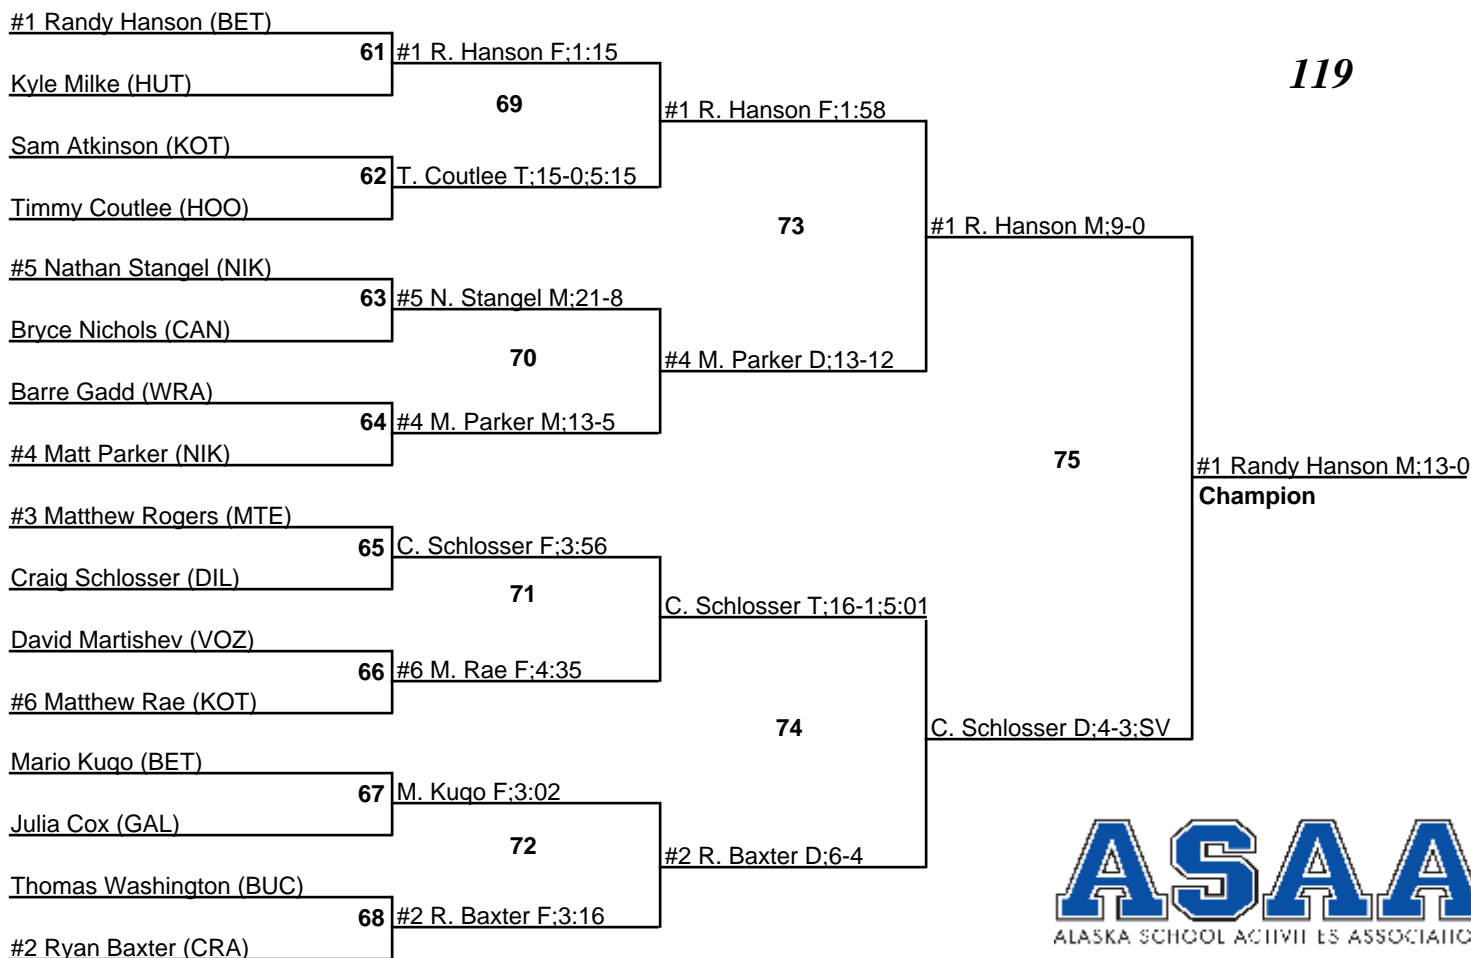 #1 Randy Hanson (BET)
61 #1 R. Hanson F;1:15
119
Kyle Milke (HUT)
69
#1 R. Hanson F;1:58
Sam Atkinson (KOT)
62 T. Coutlee T;15-0;5:15
Timmy Coutlee (HOO)
73
#1 R. Hanson M;9-0
#5 Nathan Stangel (NIK)
63 #5 N. Stangel M;21-8
Bryce Nichols (CAN)
70
#4 M. Parker D;13-12
Barre Gadd (WRA)
64 #4 M. Parker M;13-5
#4 Matt Parker (NIK)
75
#1 Randy Hanson M;13-0
Champion
#3 Matthew Rogers (MTE)
65 C. Schlosser F;3:56
Craig Schlosser (DIL)
71
C. Schlosser T;16-1;5:01
David Martishev (VOZ)
66 #6 M. Rae F;4:35
#6 Matthew Rae (KOT)
74
C. Schlosser D;4-3;SV
Mario Kuqo (BET)
67 M. Kuqo F;3:02
Julia Cox (GAL)
72
#2 R. Baxter D;6-4
Thomas Washington (BUC)
68 #2 R. Baxter F;3:16
#2 Ryan Baxter (CRA)
ASAA
ALASKA SCHOOL ACTIVITIES ASSOCIATIO